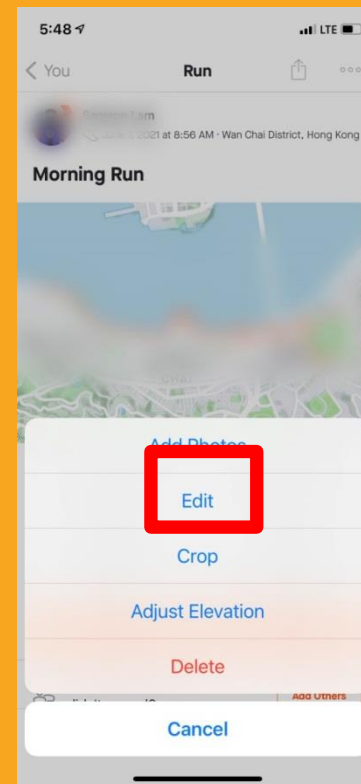 5:48 LTE
You Run
2021 at 8:56 AM · Wan Chai District, Hong Kong
Morning Run
Add Photos
Edit
Crop
Adjust Elevation
Delete
Add Others
Cancel